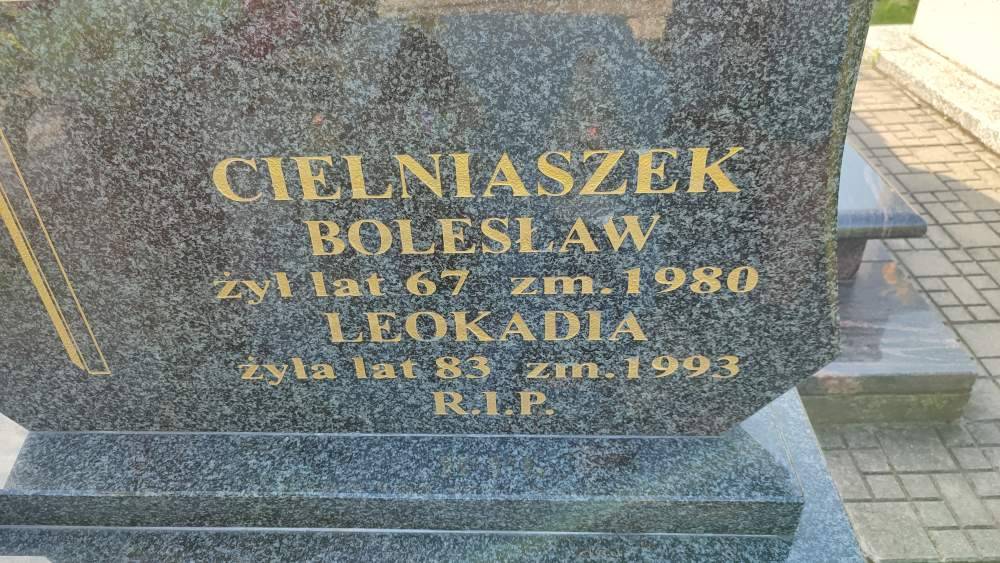 CIELNIASZEK
BOLESŁAW
żył lat 67 zm.1980
LEOKADIA
żyła lat 83 zm.1993
R.I.P.